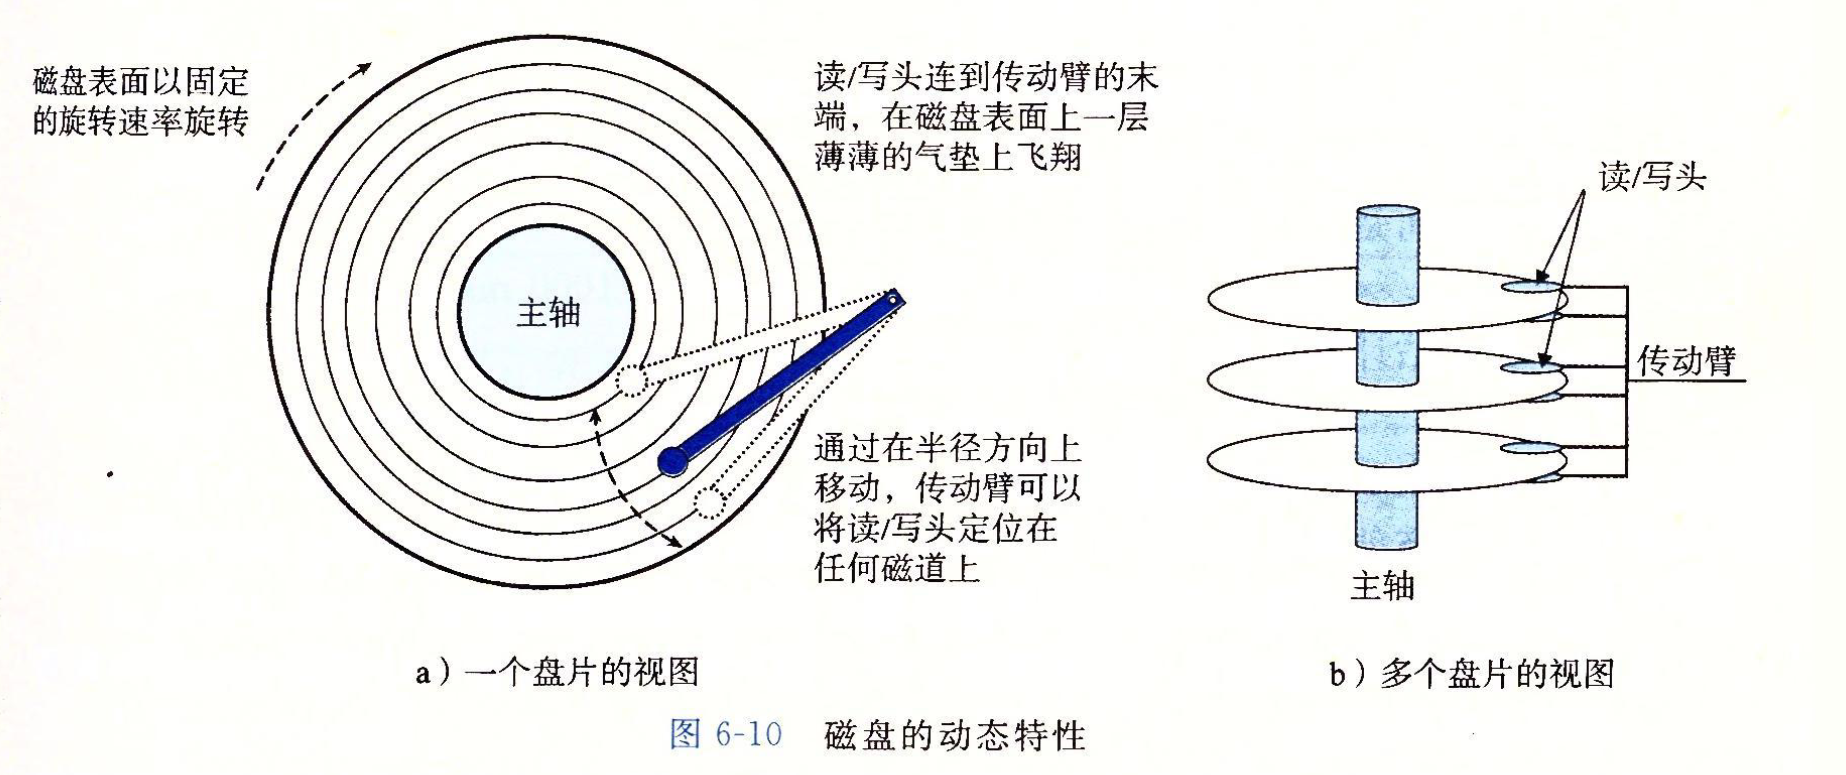 磁盘表面以固定
的旋转速率旋转
读/写头连到传动臂的末
端，在磁盘表面上一层
薄薄的气垫上飞翔
主轴
通过在半径方向上
移动，传动臂可以
将读/写头定位在
任何磁道上
a）一个盘片的视图
读/写头
传动臂
主轴
b）多个盘片的视图
图 6-10 磁盘的动态特性